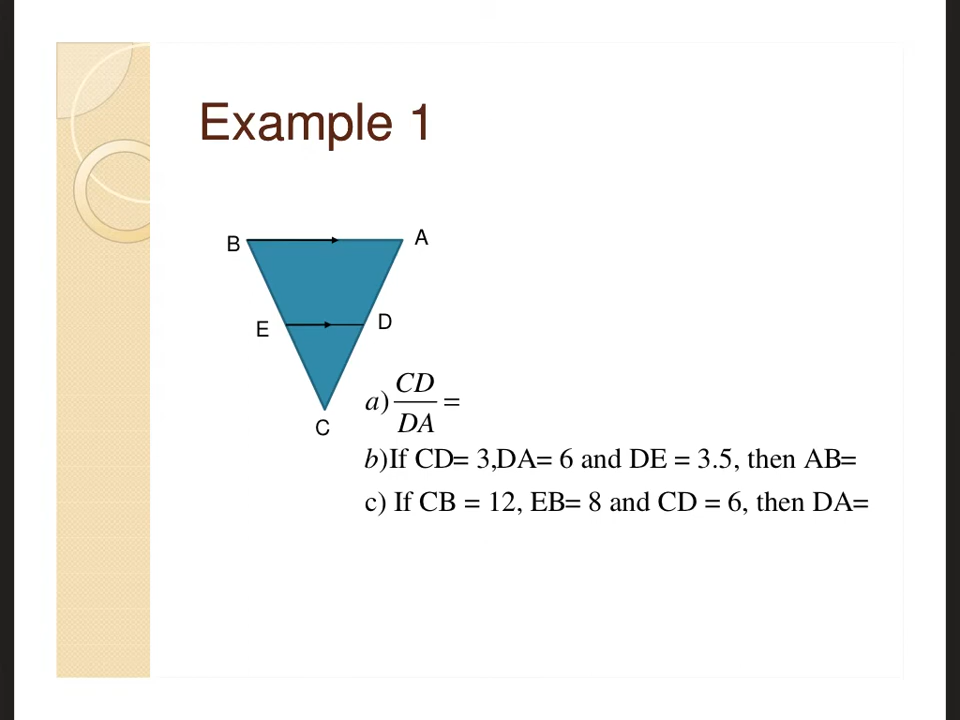 Example 1
B
A
E
D
C
a) CD/DA =
b)If CD= 3,DA= 6 and DE = 3.5, then AB=
c) If CB = 12, EB= 8 and CD = 6, then DA=